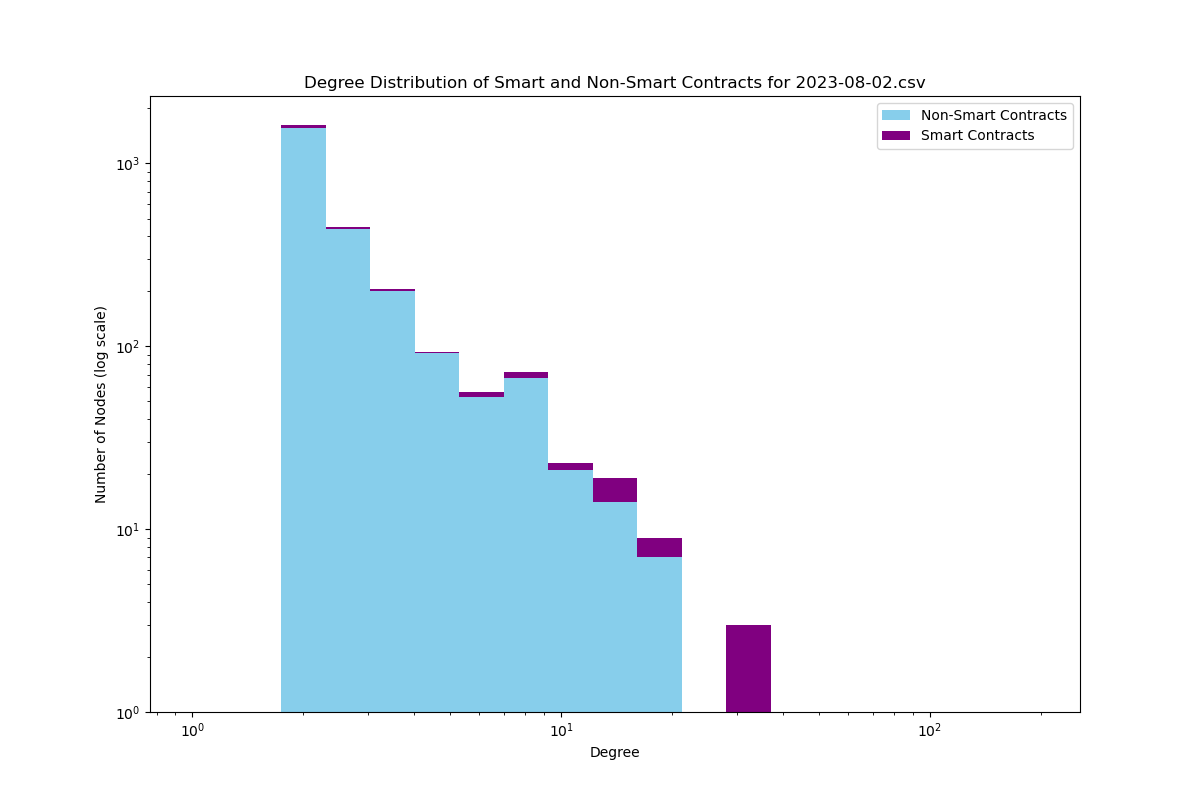 Degree Distribution of Smart and Non-Smart Contracts for 2023-08-02.csv
Non-Smart Contracts
Smart Contracts
Number of Nodes (log scale)
10³
10²
10¹
10⁰
10⁰ 10¹ 10²
Degree